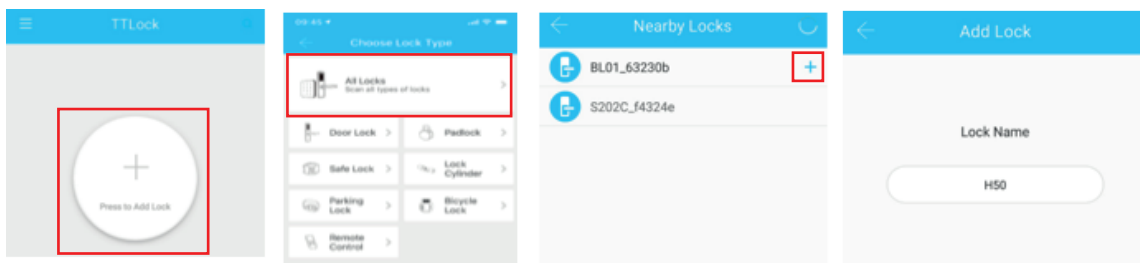 TTLock
Press to Add Lock
09:45
Choose Lock Type
All Locks
Scan all types of locks
Door Lock
Padlock
Safe Lock
Lock
Cylinder
Parking
Lock
Bicycle
Lock
Remote
Control
Nearby Locks
BL01_63230b
S202C_f4324e
Add Lock
Lock Name
H50